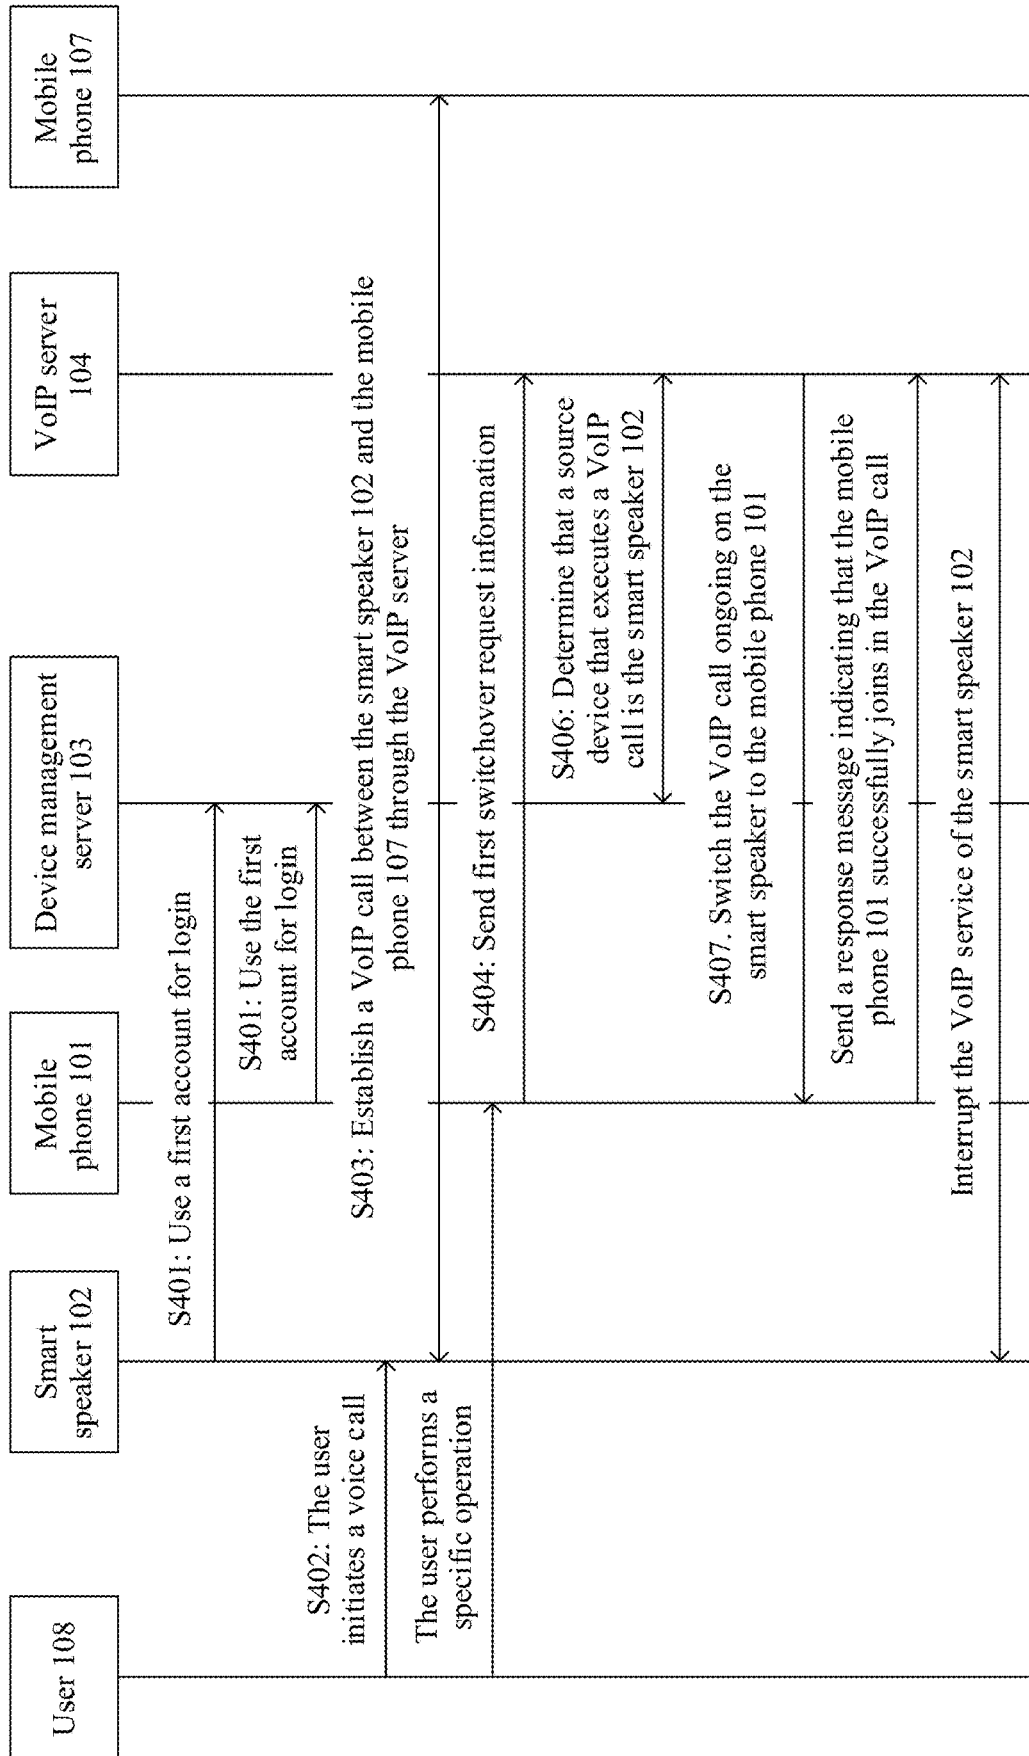 User 108
Smart
speaker 102
Mobile
phone 101
Device management
server 103
VoIP server
104
Mobile
phone 107
S401: Use a first account for login
S401: Use the first
account for login
S402: The user
initiates a voice call
S403: Establish a VoIP call between the smart speaker 102 and the mobile
phone 107 through the VoIP server
The user performs a
specific operation
S404: Send first switchover request information
S406: Determine that a source
device that executes a VoIP
call is the smart speaker 102
S407. Switch the VoIP call ongoing on the
smart speaker to the mobile phone 101
Send a response message indicating that the mobile
phone 101 successfully joins in the VoIP call
Interrupt the VoIP service of the smart speaker 102